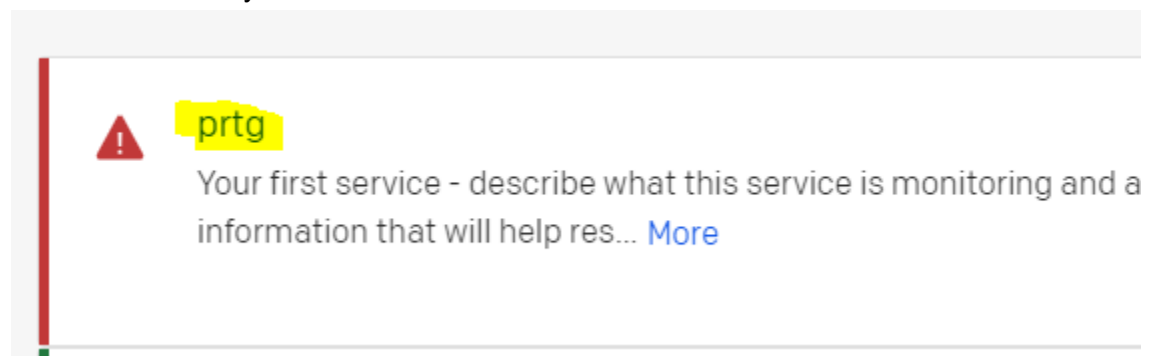 prtg
Your first service - describe what this service is monitoring and a
information that will help res... More